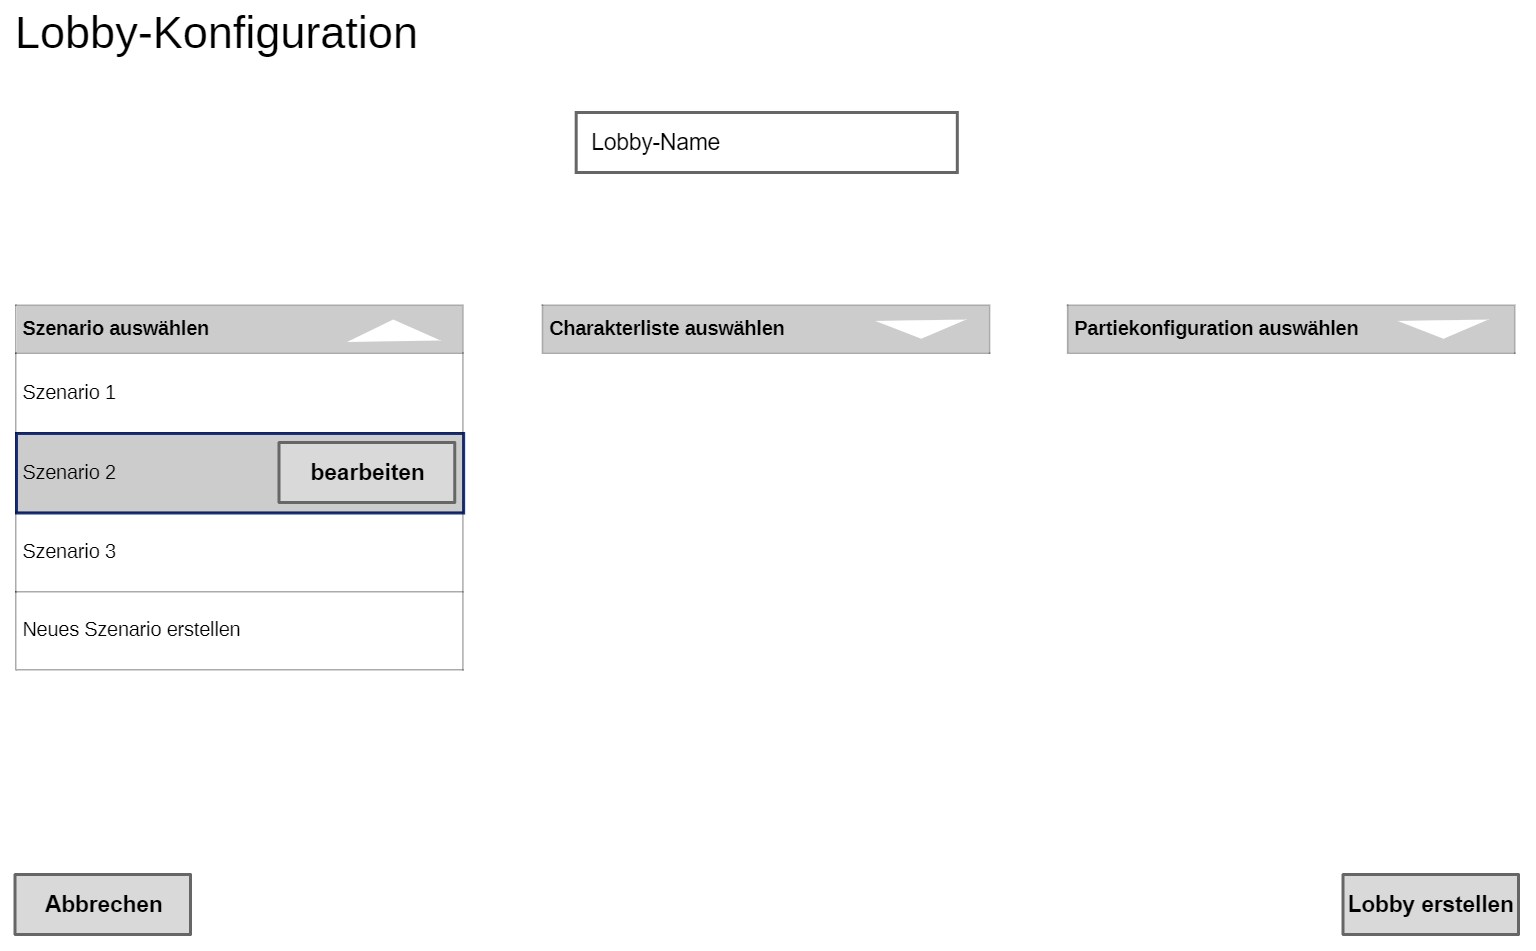 Lobby-Konfiguration
Lobby-Name
Szenario auswählen
Szenario 1
Szenario 2
bearbeiten
Szenario 3
Neues Szenario erstellen
Charakterliste auswählen
Partiekonfiguration auswählen
Abbrechen
Lobby erstellen